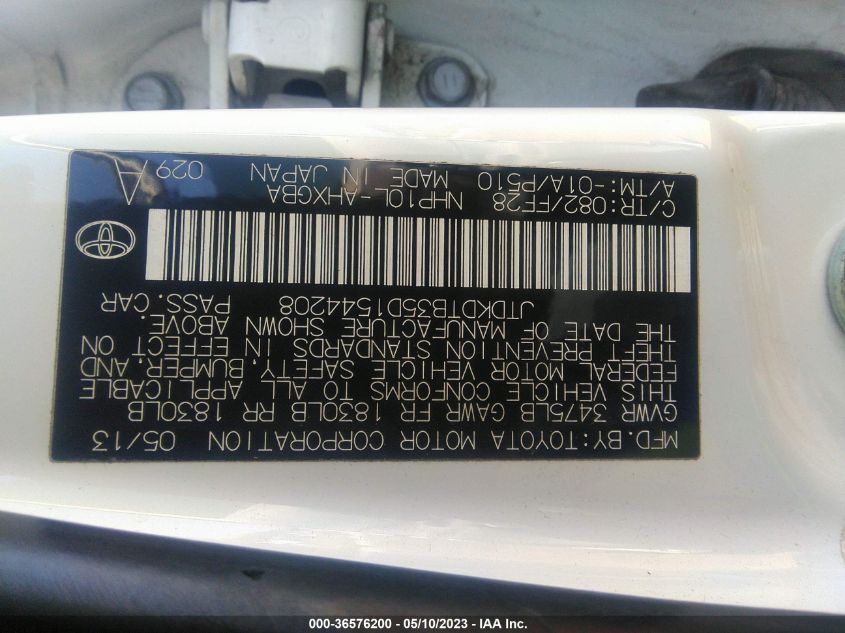 MFD. BY: TOYOTA MOTOR CORPORATION 05/13
GVWR 3475LB GAWR FR 1830LB RR 1830LB
THIS VEHICLE CONFORMS TO ALL APPLICABLE
FEDERAL MOTOR VEHICLE SAFETY, BUMPER, AND
THEFT PREVENTION STANDARDS IN EFFECT ON
THE DATE OF MANUFACTURE SHOWN ABOVE.
JTDKDTB35D1544208 PASS. CAR
C/TR: 082/FE28 NHP10L-AHXGBA
A/TM: -01A/P510 MADE IN JAPAN
A 029
000-36576200 - 05/10/2023 - IAA Inc.